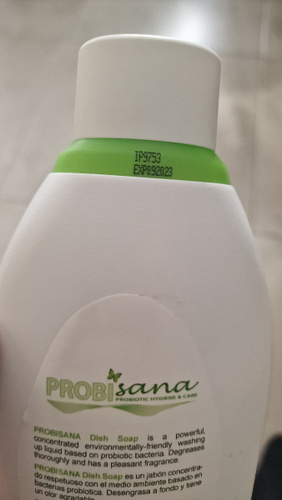 IP9753
EXP092023
PROBIsana
PROBIOTIC HYGIENE & CARE
PROBISANA Dish Soap is a powerful,
concentrated environmentally-friendly washing
up liquid based on probiotic bacteria. Degreases
thoroughly and has a pleasant fragrance.
PROBISANA Dish Soap es un jabón concentra-
do respetuoso con el medio ambiente basado en
bacterias probiotica. Desengrasa a fondo y tiene
un olor agradable.